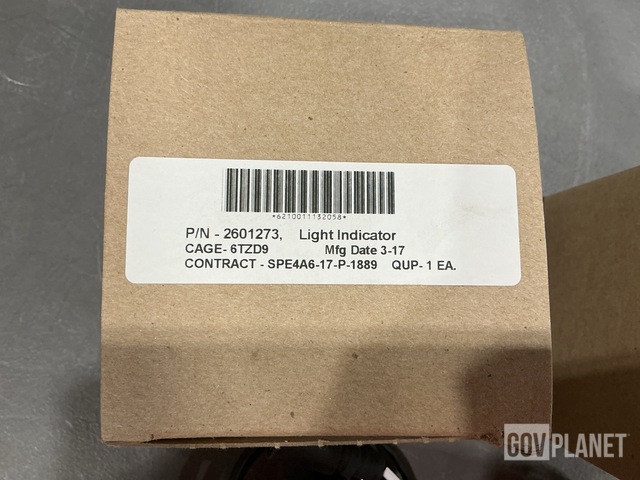 *6210011132058*
P/N - 2601273, Light Indicator
CAGE- 6TZD9 Mfg Date 3-17
CONTRACT - SPE4A6-17-P-1889 QUP- 1 EA.
GOVPLANET